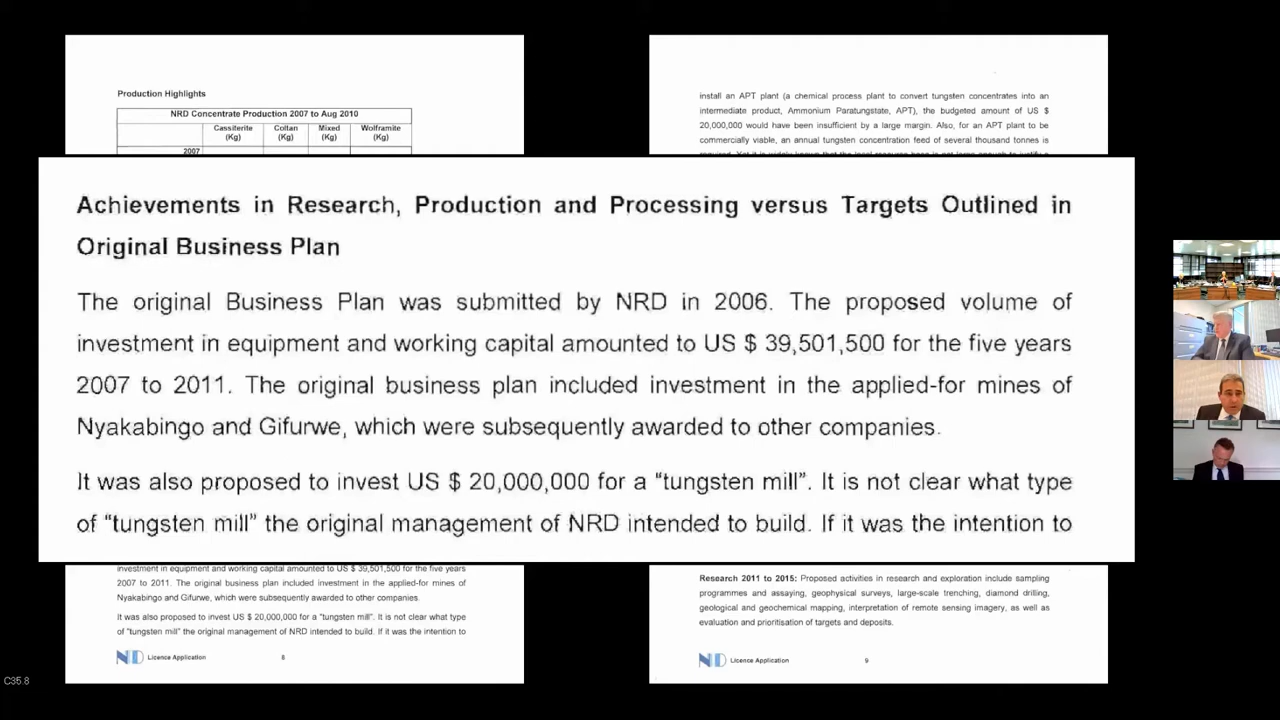 Production Highlights
NRD Concentrate Production 2007 to Aug 2010
Cassiterite (Kg) Coltan (Kg) Mixed (Kg) Wolframite (Kg)
2007
install an APT plant (a chemical process plant to convert tungsten concentrates into an
intermediate product, Ammonium Paratungstate, APT), the budgeted amount of US $
20,000,000 would have been insufficient by a large margin. Also, for an APT plant to be
commercially viable, an annual tungsten concentration feed of several thousand tonnes is
Achievements in Research, Production and Processing versus Targets Outlined in
Original Business Plan
The original Business Plan was submitted by NRD in 2006. The proposed volume of
investment in equipment and working capital amounted to US $ 39,501,500 for the five years
2007 to 2011. The original business plan included investment in the applied-for mines of
Nyakabingo and Gifurwe, which were subsequently awarded to other companies.
It was also proposed to invest US $ 20,000,000 for a “tungsten mill”. It is not clear what type
of “tungsten mill” the original management of NRD intended to build. If it was the intention to
investment in equipment and working capital amounted to US $ 39,501,500 for the five years
2007 to 2011. The original business plan included investment in the applied-for mines of
Nyakabingo and Gifurwe, which were subsequently awarded to other companies.
It was also proposed to invest US $ 20,000,000 for a “tungsten mill”. It is not clear what type
of “tungsten mill” the original management of NRD intended to build. If it was the intention to
Licence Application 8
Research 2011 to 2015: Proposed activities in research and exploration include sampling
programmes and assaying, geophysical surveys, large-scale trenching, diamond drilling,
geological and geochemical mapping, interpretation of remote sensing imagery, as well as
evaluation and prioritisation of targets and deposits.
Licence Application 9
C35.8